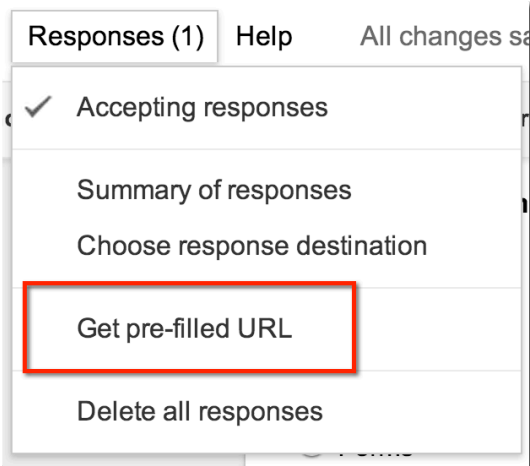 Responses (1) Help All changes
Accepting responses
Summary of responses
Choose response destination
Get pre-filled URL
Delete all responses